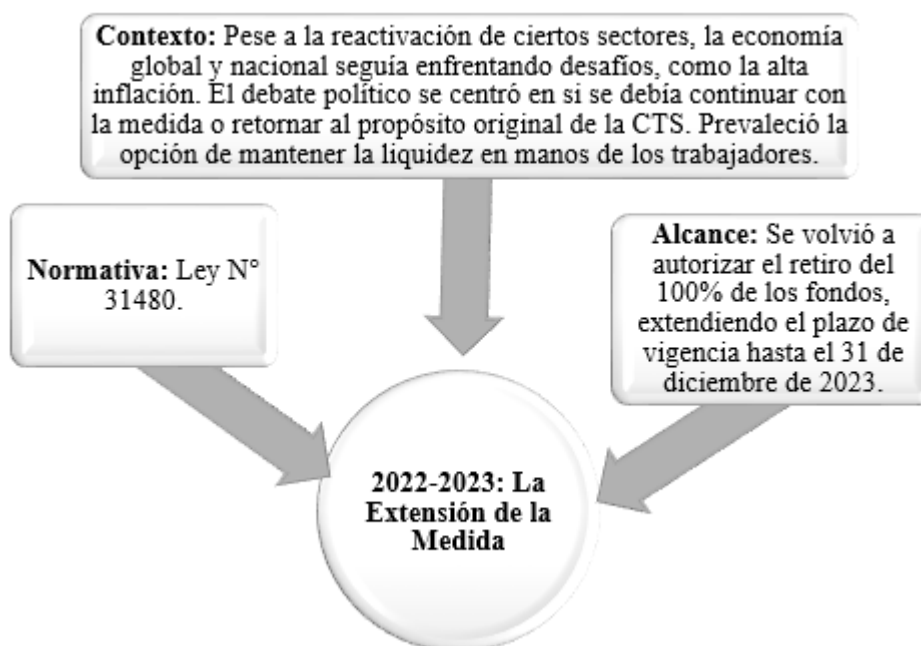 Contexto: Pese a la reactivación de ciertos sectores, la economía
global y nacional seguía enfrentando desafíos, como la alta
inflación. El debate político se centró en si se debía continuar con
la medida o retornar al propósito original de la CTS. Prevaleció la
opción de mantener la liquidez en manos de los trabajadores.
Normativa: Ley N°
31480.
Alcance: Se volvió a
autorizar el retiro del
100% de los fondos,
extendiendo el plazo de
vigencia hasta el 31 de
diciembre de 2023.
2022-2023: La
Extensión de la
Medida